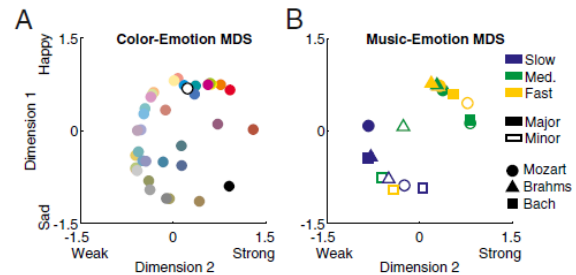 A
Color-Emotion MDS
Happy
Dimension 1
Sad
1.5
0
-1.5
-1.5
0
1.5
Weak
Strong
Dimension 2
B
Music-Emotion MDS
1.5
0
-1.5
-1.5
0
1.5
Weak
Strong
Dimension 2
Slow
Med.
Fast
Major
Minor
Mozart
Brahms
Bach